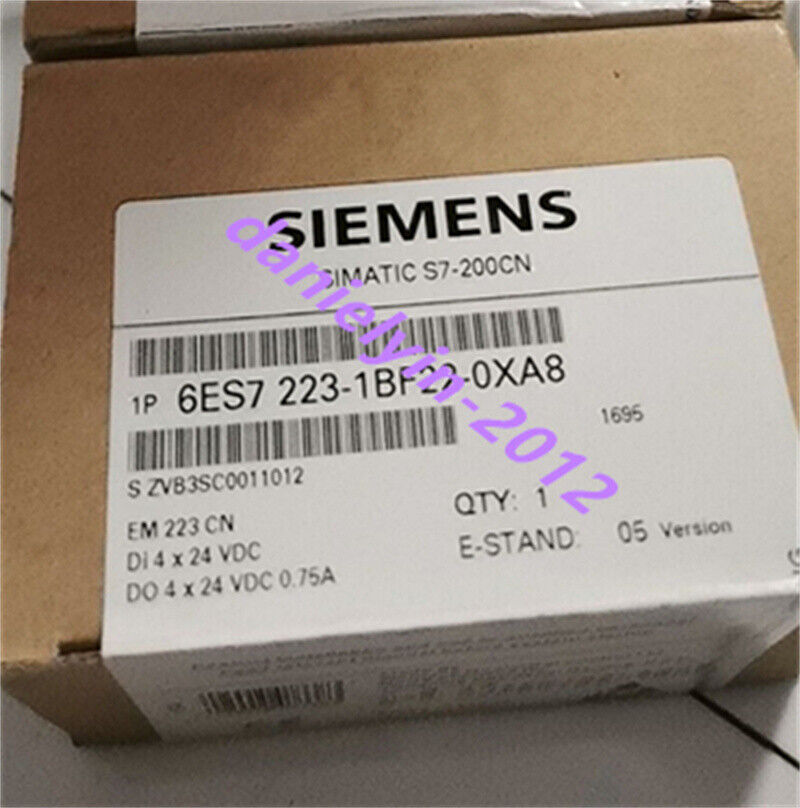 SIEMENS
SIMATIC S7-200CN
1P 6ES7 223-1BF22-0XA8
1695
S ZVB3SC0011012
EM 223 CN
QTY: 1
Di 4 x 24 VDC
E-STAND: 05 Version
DO 4 x 24 VDC 0.75A
danielyin-2012